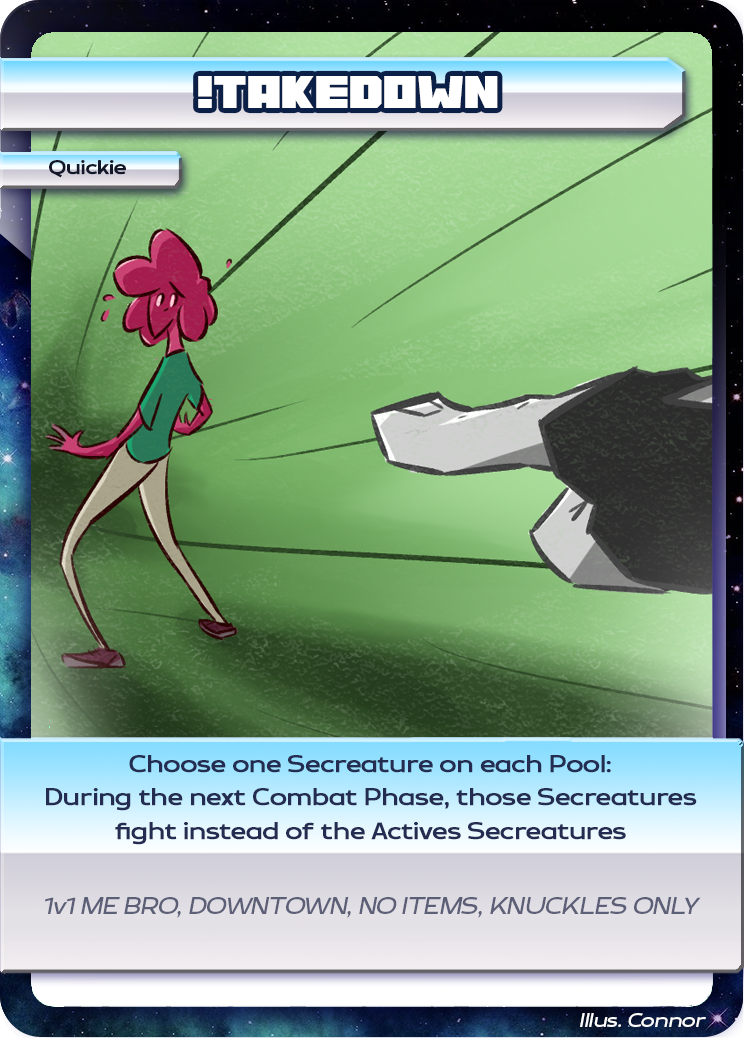 !TAKEDOWN
Quickie
Choose one Secreature on each Pool:
During the next Combat Phase, those Secreatures
fight instead of the Actives Secreatures
1v1 ME BRO, DOWNTOWN, NO ITEMS, KNUCKLES ONLY
Illus. Connor